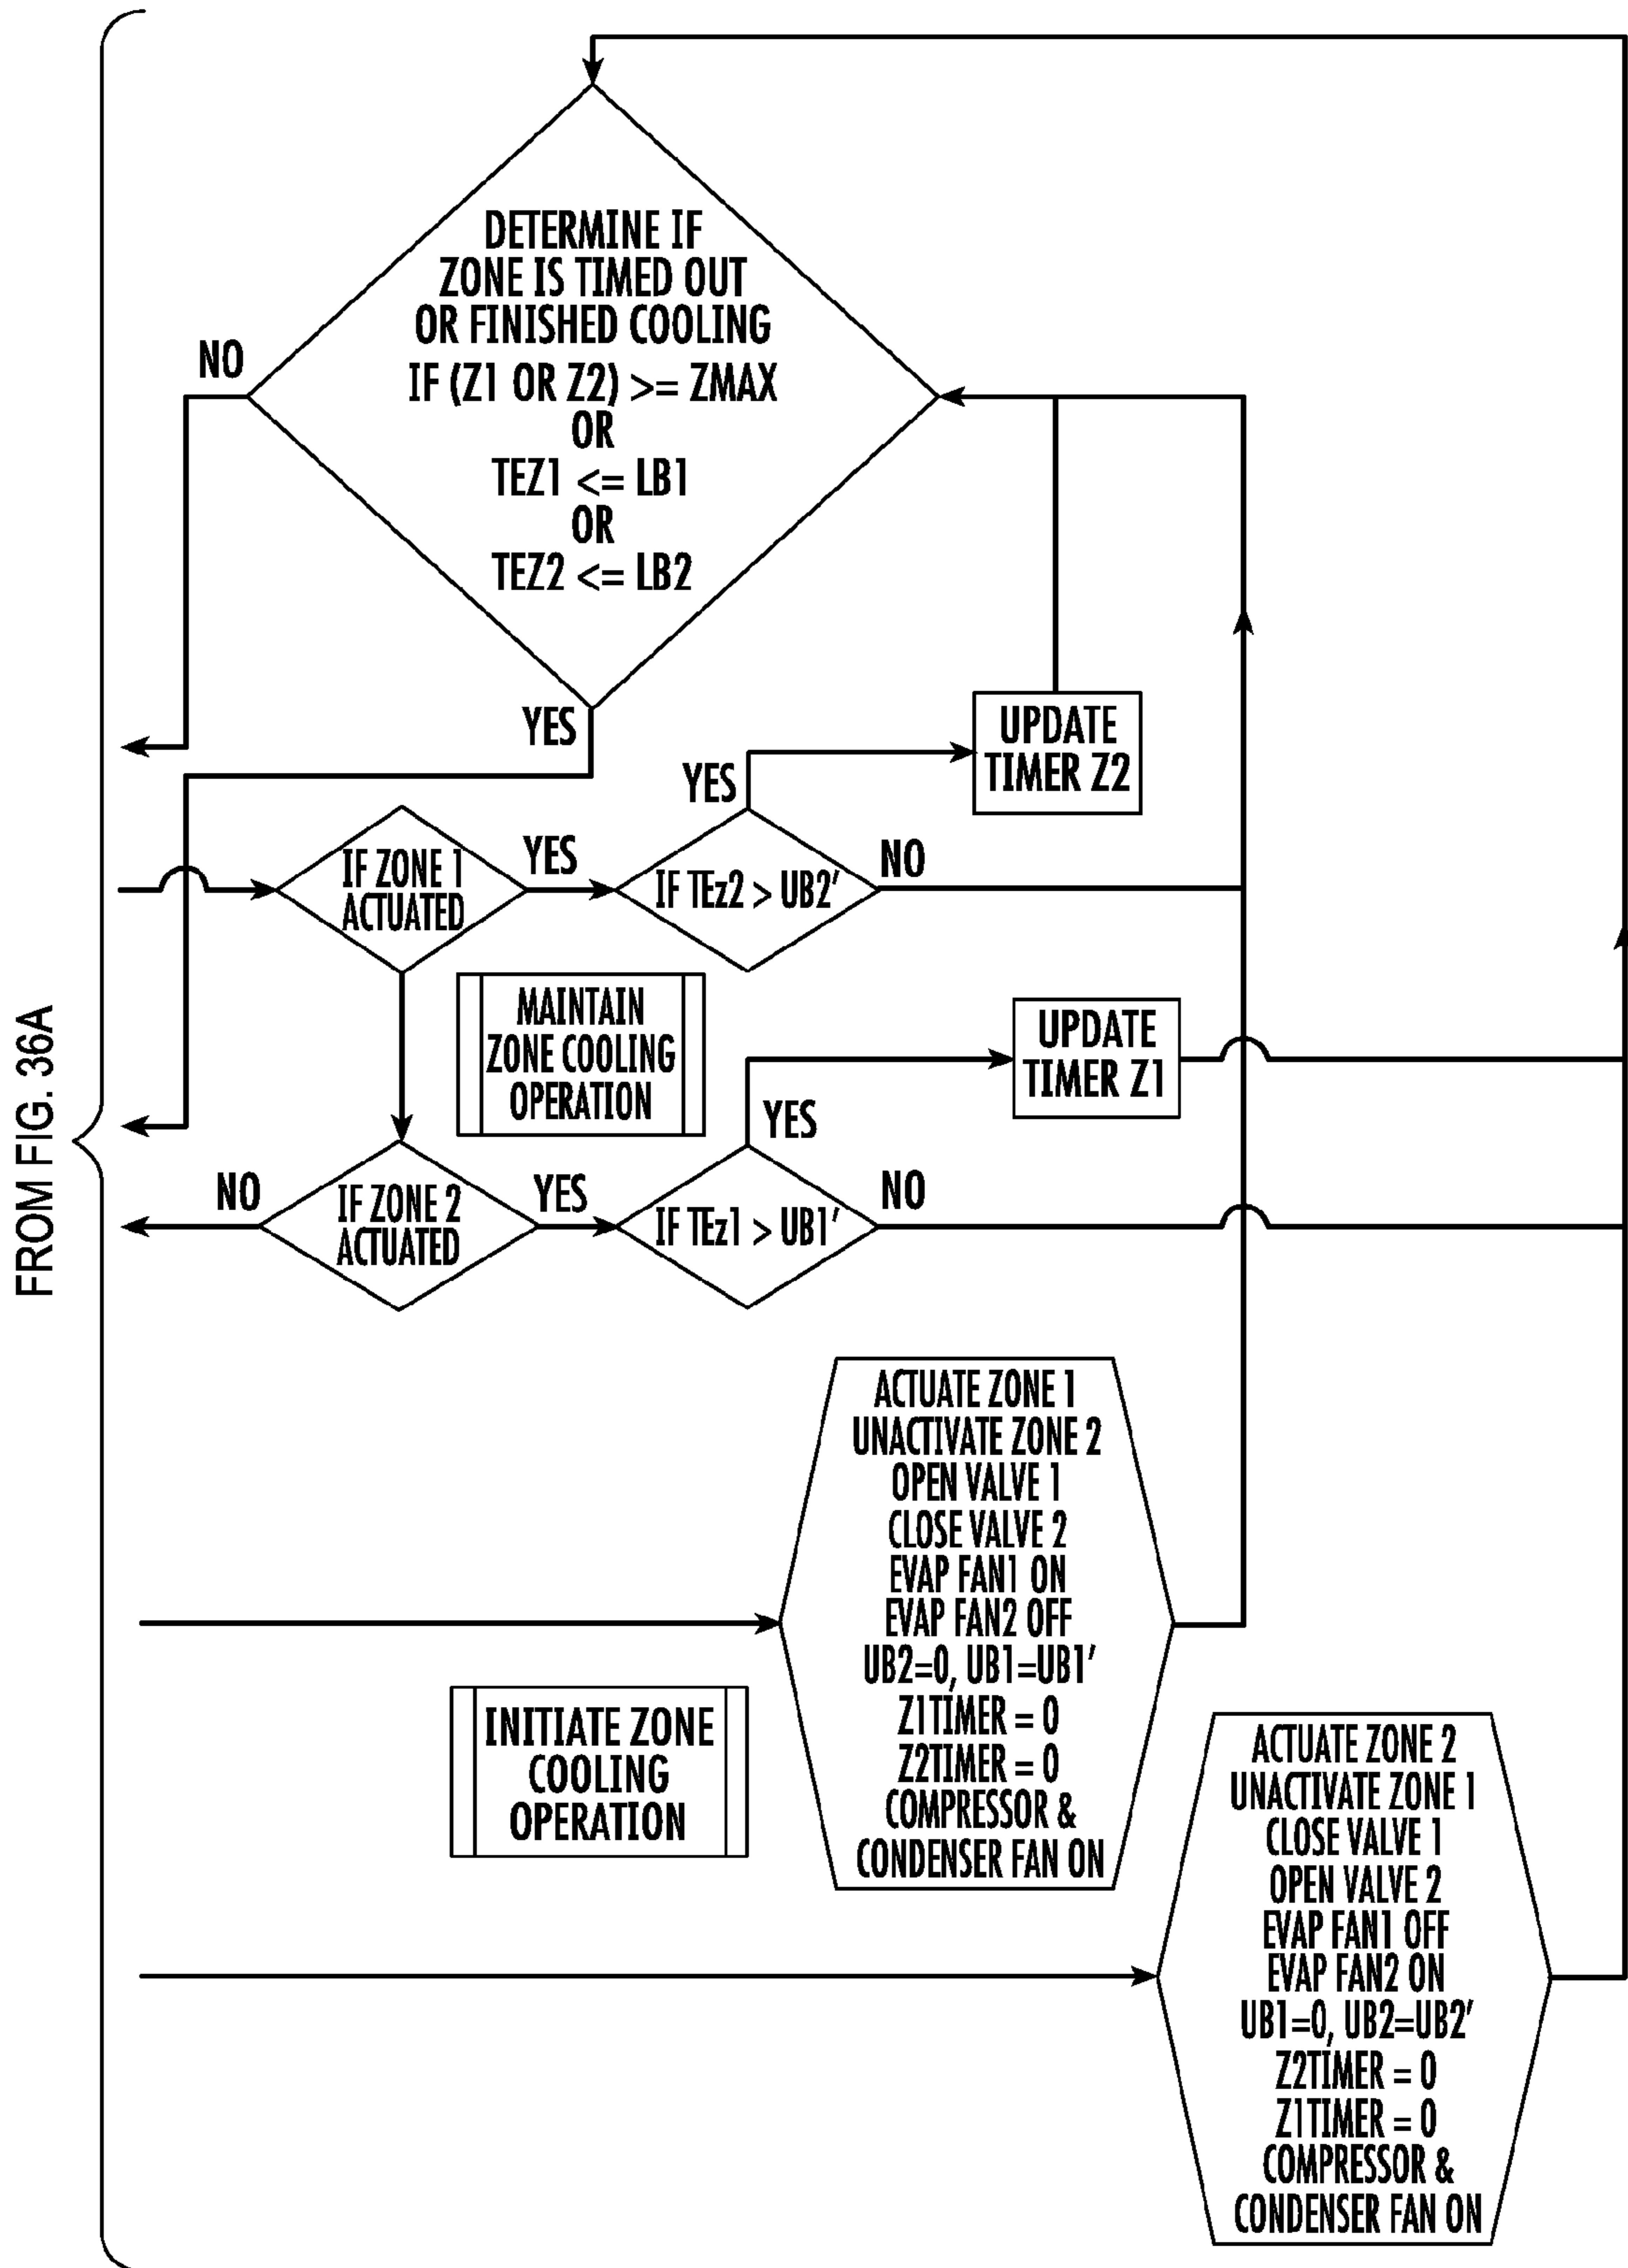 DETERMINE IF
ZONE IS TIMED OUT
OR FINISHED COOLING
IF (Z1 OR Z2) >= ZMAX
OR
TEZ1 <= LB1
OR
TEZ2 <= LB2
NO
YES
UPDATE
TIMER Z2
YES
IF ZONE 1
ACTUATED
YES
IF TEz2 > UB2'
NO
MAINTAIN
ZONE COOLING
OPERATION
UPDATE
TIMER Z1
YES
FROM FIG. 36A
NO
IF ZONE 2
ACTUATED
YES
IF TEz1 > UB1'
NO
ACTUATE ZONE 1
UNACTIVATE ZONE 2
OPEN VALVE 1
CLOSE VALVE 2
EVAP FAN1 ON
EVAP FAN2 OFF
UB2=0, UB1=UB1'
Z1TIMER = 0
Z2TIMER = 0
COMPRESSOR &
CONDENSER FAN ON
INITIATE ZONE
COOLING
OPERATION
ACTUATE ZONE 2
UNACTIVATE ZONE 1
CLOSE VALVE 1
OPEN VALVE 2
EVAP FAN1 OFF
EVAP FAN2 ON
UB1=0, UB2=UB2'
Z2TIMER = 0
Z1TIMER = 0
COMPRESSOR &
CONDENSER FAN ON